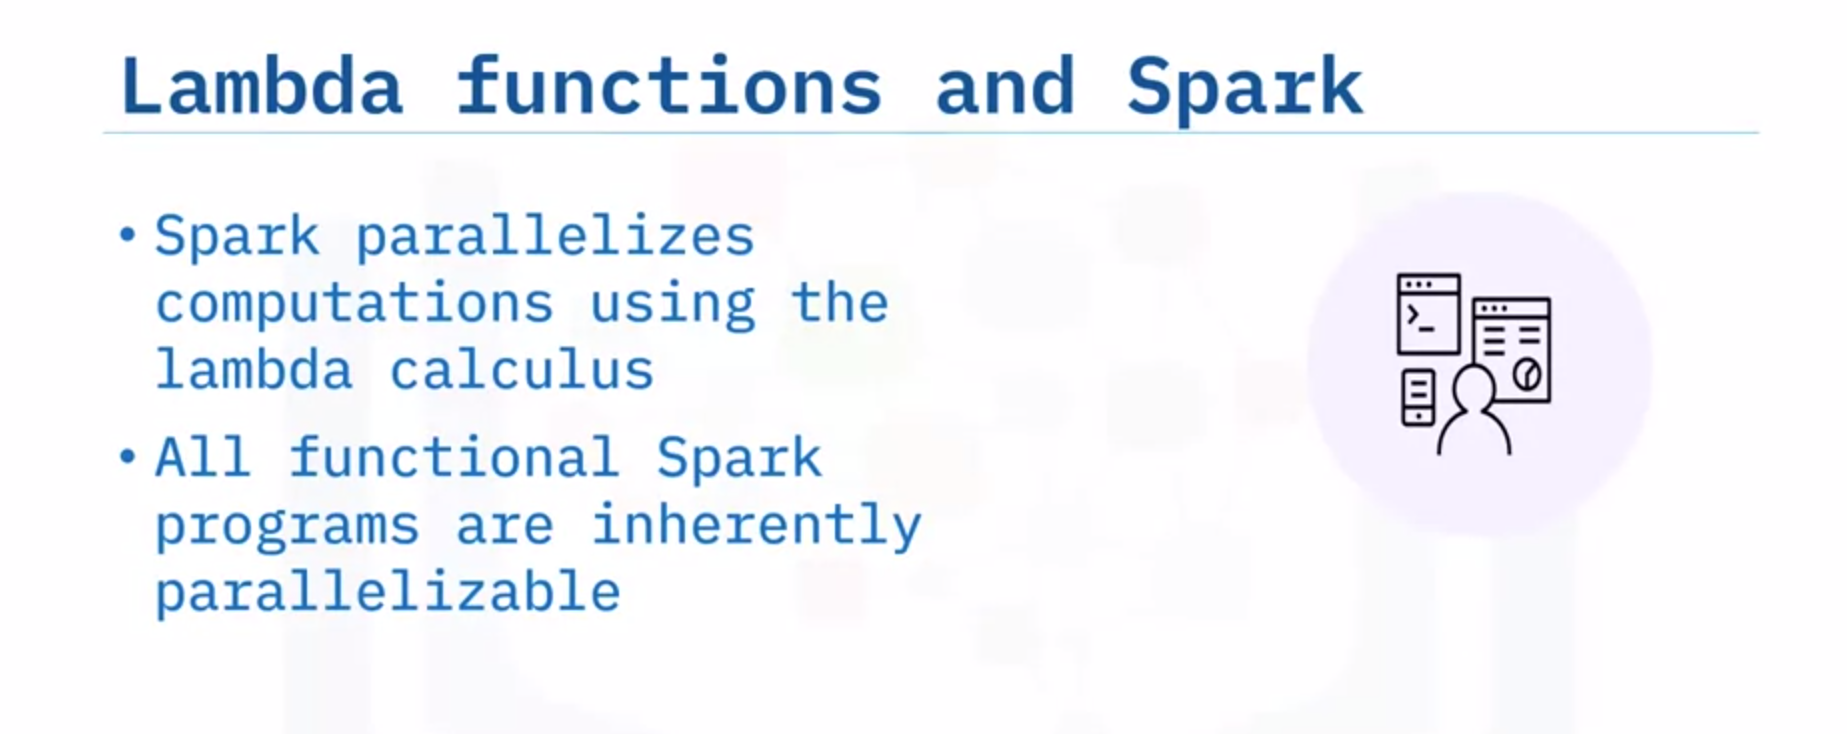 Lambda functions and Spark
• Spark parallelizes
computations using the
lambda calculus
• All functional Spark
programs are inherently
parallelizable